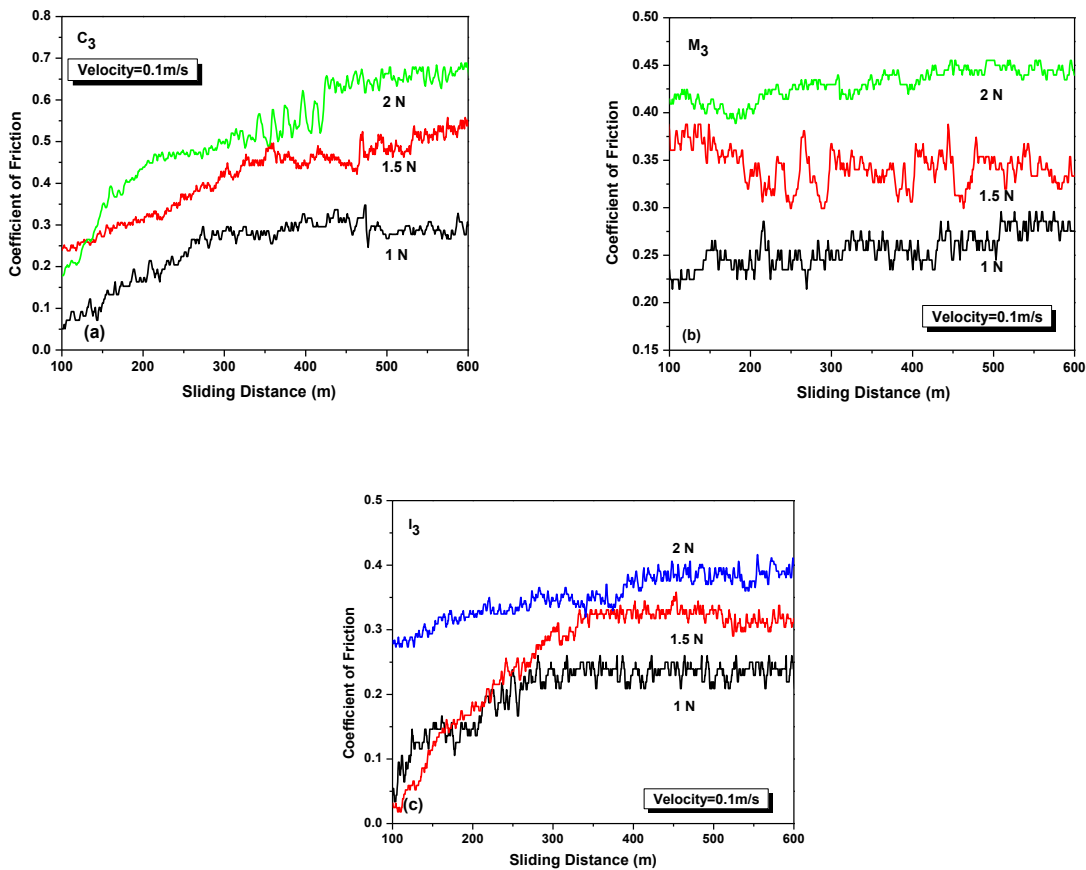 C3
Velocity=0.1m/s
2 N
1.5 N
1 N
(a)
0.8
0.7
0.6
0.5
0.4
0.3
0.2
0.1
0.0
Coefficient of Friction
100 200 300 400 500 600
Sliding Distance (m)
M3
2 N
1.5 N
1 N
Velocity=0.1m/s
(b)
0.50
0.45
0.40
0.35
0.30
0.25
0.20
0.15
Coefficient of Friction
100 200 300 400 500 600
Sliding Distance (m)
I3
2 N
1.5 N
1 N
Velocity=0.1m/s
(c)
0.5
0.4
0.3
0.2
0.1
0.0
Coefficient of Friction
100 200 300 400 500 600
Sliding Distance (m)